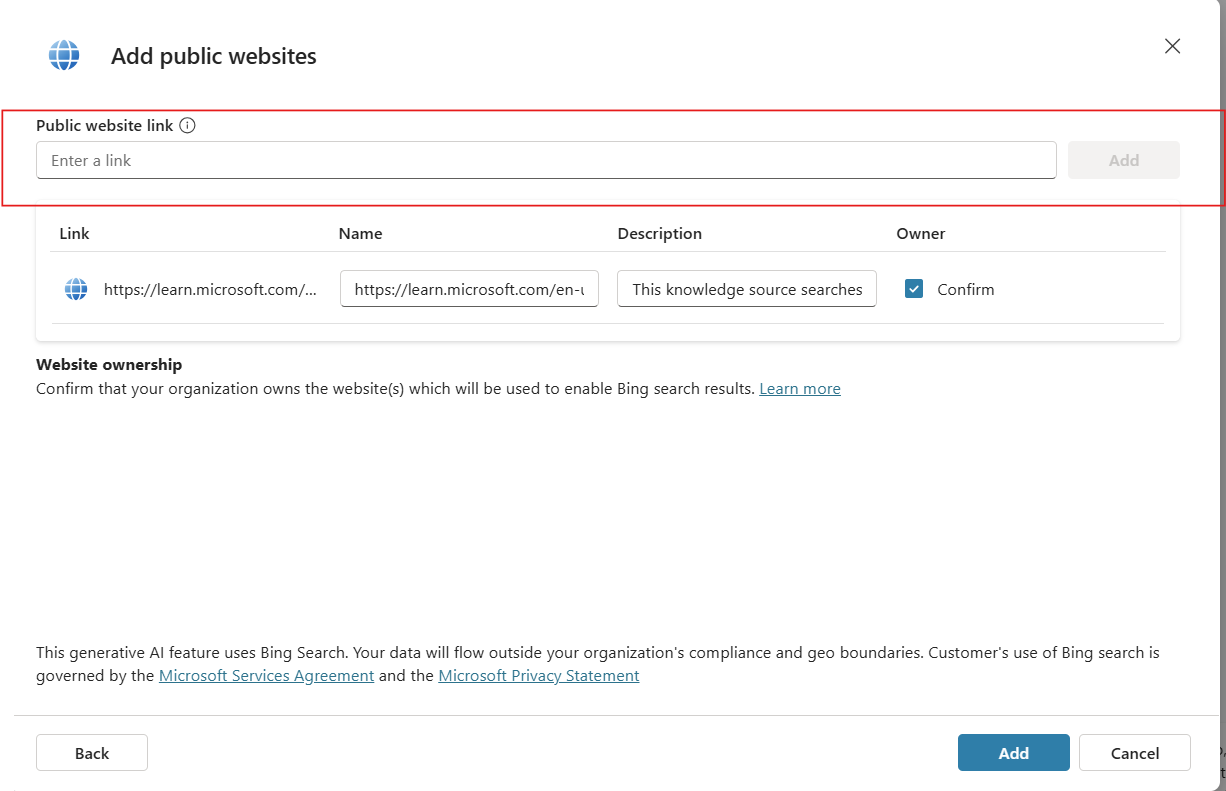 Add public websites
Public website link
Enter a link
Add
Link Name Description Owner
https://learn.microsoft.com/... https://learn.microsoft.com/en-u This knowledge source searches Confirm
Website ownership
Confirm that your organization owns the website(s) which will be used to enable Bing search results. Learn more
This generative AI feature uses Bing Search. Your data will flow outside your organization's compliance and geo boundaries. Customer's use of Bing search is
governed by the Microsoft Services Agreement and the Microsoft Privacy Statement
Back Add Cancel